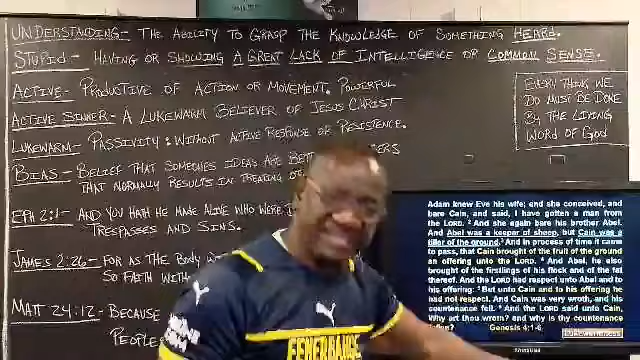 UNDERSTANDING- THE ABILITY TO GRASP THE KNOWLEDGE OF SOMETHING HEARD.
STUPID- HAVING OR SHOWING A GREAT LACK OF INTELLIGENCE OR COMMON SENSE.
ACTIVE- PRODUCTIVE OF ACTION OR MOVEMENT. POWERFUL
ACTIVE SINNER- A LUKEWARM BELIEVER OF JESUS CHRIST
LUKEWARM- PASSIVITY: WITHOUT ACTIVE RESPONSE OR RESISTENCE.
BIAS- BELIEF THAT SOMEONES IDEAS ARE
THAT NORMALLY RESULTS IN TREATING
EPH 2:1- AND YOU HATH HE MADE ALIVE WHO WERE
TRESPASSES AND SINS.
JAMES 2:26- FOR AS THE BODY
SO FAITH
MATT 24:12- BECAUSE
PEOPLE
EVERY THING WE
DO MUST BE DONE
BY THE LIVING
WORD OF GOD
Adam knew Eve his wife; and she conceived, and
bare Cain, and said, I have gotten a man from
the LORD. 2 And she again bare his brother Abel.
And Abel was a keeper of sheep, but Cain was a
tiller of the ground. 3 And in process of time it came
to pass, that Cain brought of the fruit of the ground
an offering unto the LORD. 4 And Abel, he also
brought of the firstlings of his flock and of the fat
thereof. And the LORD had respect unto Abel and to
his offering: 5 But unto Cain and to his offering he
had not respect. And Cain was very wroth, and his
countenance fell. 6 And the LORD said unto Cain,
Why art thou wroth? and why is thy countenance
fallen? Genesis 4:1-6
SAMSUNG
PUMA
FENERBAHÇE